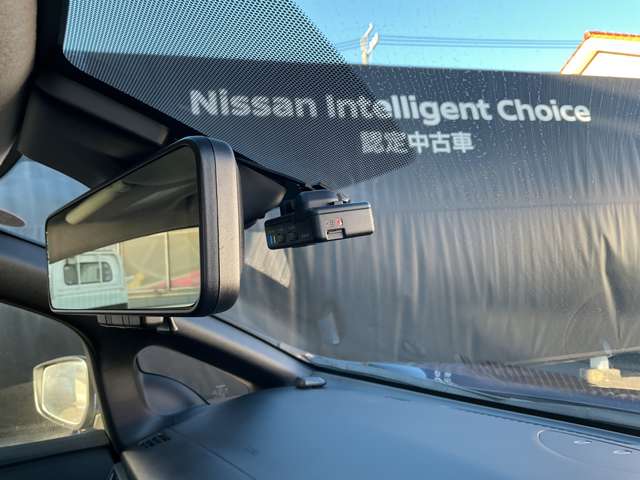 Nissan Intelligent Choice
認定中古車